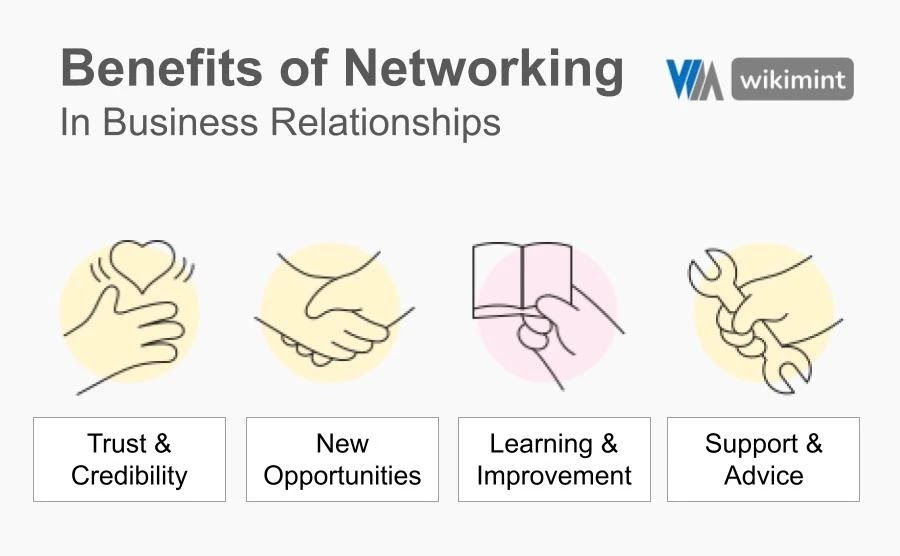 Benefits of Networking
In Business Relationships
wikimint
Trust &
Credibility
New
Opportunities
Learning &
Improvement
Support &
Advice